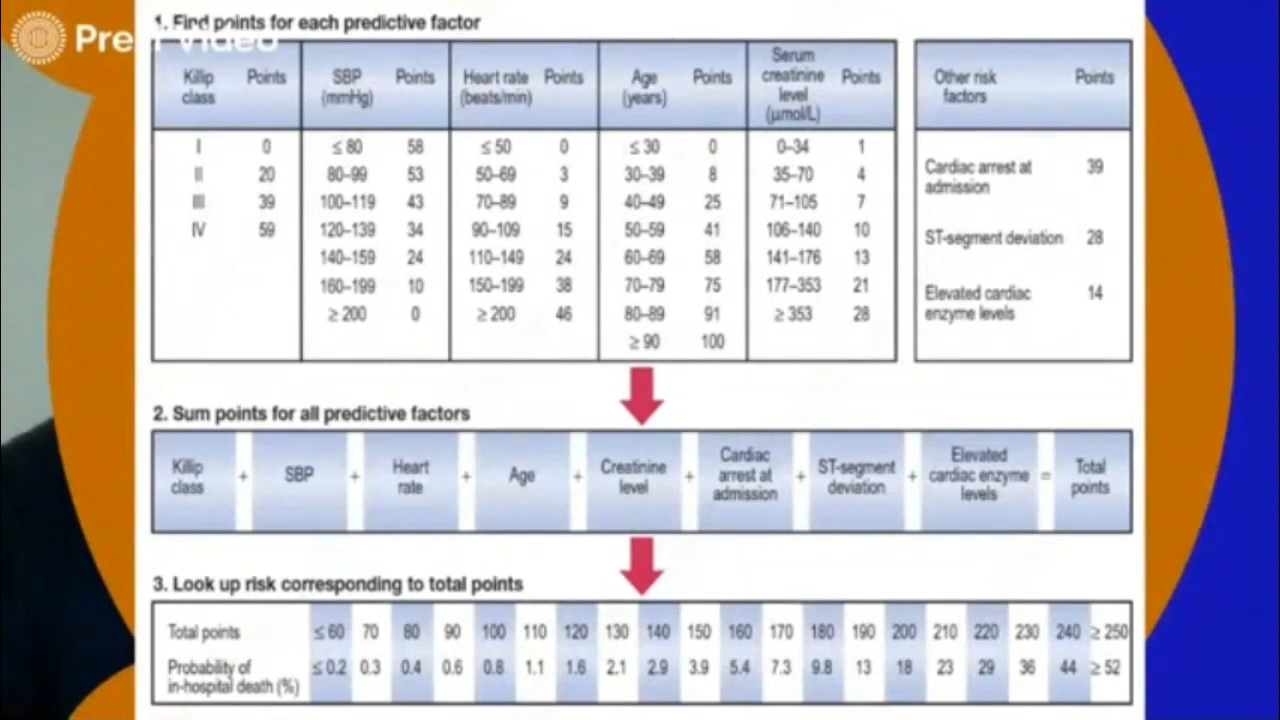 1. Find points for each predictive factor
Video
Killip class Points SBP (mmHg) Points Heart rate (beats/min) Points Age (years) Points Serum creatinine level (µmol/L) Points Other risk factors Points
I 0 ≤ 80 58 ≤ 50 0 ≤ 30 0 0–34 1
II 20 80–99 53 50–69 3 30–39 8 35–70 4
III 39 100–119 43 70–89 9 40–49 25 71–105 7
IV 59 120–139 34 90–109 15 50–59 41 106–140 10
140–159 24 110–149 24 60–69 58 141–176 13
160–199 10 150–199 38 70–79 75 177–353 21
≥ 200 0 ≥ 200 46 80–89 91 ≥ 353 28
≥ 90 100
Cardiac arrest at 39
admission
ST-segment deviation 28
Elevated cardiac 14
enzyme levels
2. Sum points for all predictive factors
Killip class + SBP + Heart rate + Age + Creatinine level + Cardiac arrest at admission + ST-segment deviation + Elevated cardiac enzyme levels = Total points
3. Look up risk corresponding to total points
Total points ≤ 60 70 80 90 100 110 120 130 140 150 160 170 180 190 200 210 220 230 240 ≥ 250
Probability of in-hospital death (%) ≤ 0.2 0.3 0.4 0.6 0.8 1.1 1.6 2.1 2.9 3.9 5.4 7.3 9.8 13 18 23 29 36 44 ≥ 52